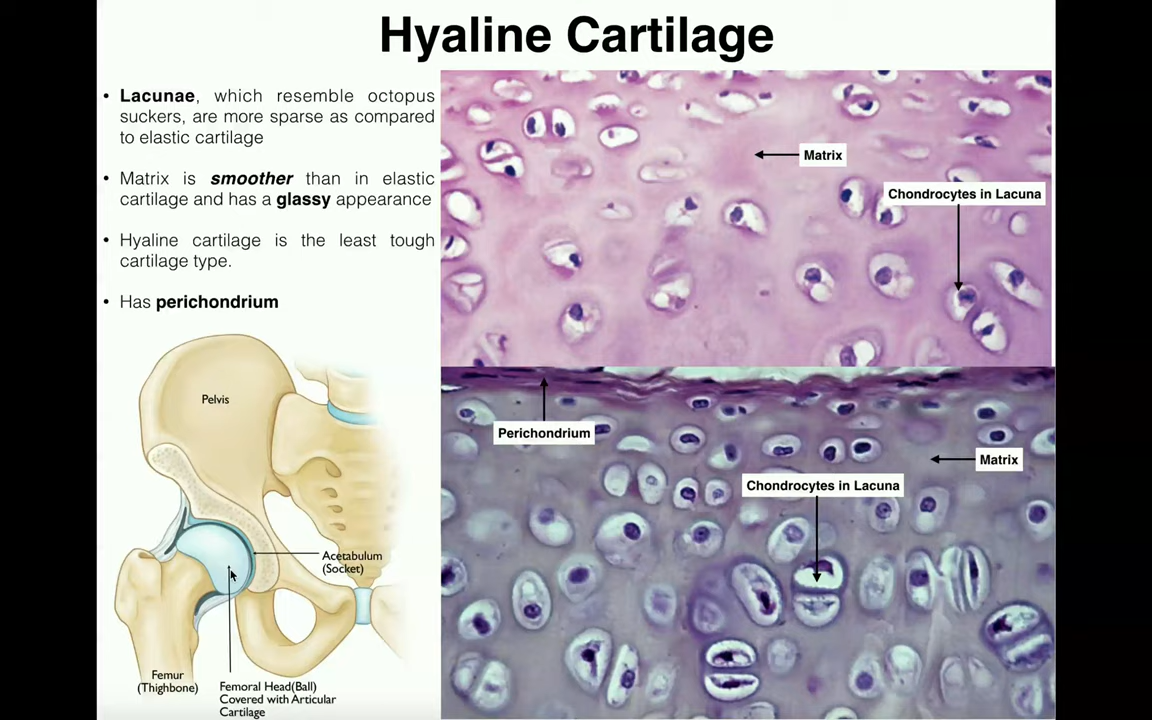 Hyaline Cartilage
• Lacunae, which resemble octopus
suckers, are more sparse as compared
to elastic cartilage
• Matrix is smoother than in elastic
cartilage and has a glassy appearance
• Hyaline cartilage is the least tough
cartilage type.
• Has perichondrium
Matrix
Chondrocytes in Lacuna
Perichondrium
Matrix
Chondrocytes in Lacuna
Pelvis
Acetabulum
(Socket)
Femur
(Thighbone)
Femoral Head(Ball)
Covered with Articular
Cartilage